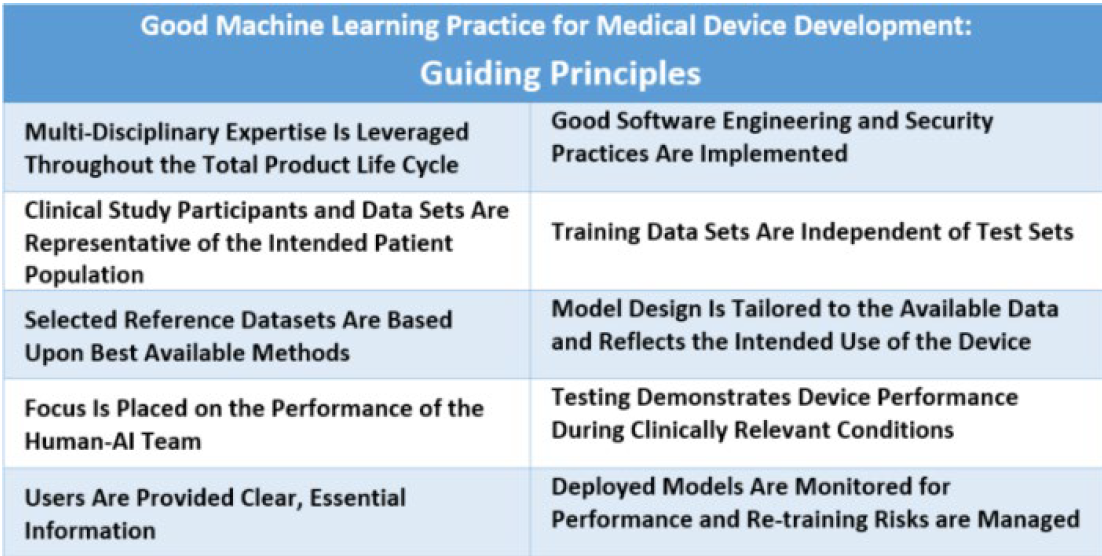 Good Machine Learning Practice for Medical Device Development:
Guiding Principles
Multi-Disciplinary Expertise Is Leveraged
Throughout the Total Product Life Cycle
Good Software Engineering and Security
Practices Are Implemented
Clinical Study Participants and Data Sets Are
Representative of the Intended Patient
Population
Training Data Sets Are Independent of Test Sets
Selected Reference Datasets Are Based
Upon Best Available Methods
Model Design Is Tailored to the Available Data
and Reflects the Intended Use of the Device
Focus Is Placed on the Performance of the
Human-AI Team
Testing Demonstrates Device Performance
During Clinically Relevant Conditions
Users Are Provided Clear, Essential
Information
Deployed Models Are Monitored for
Performance and Re-training Risks are Managed